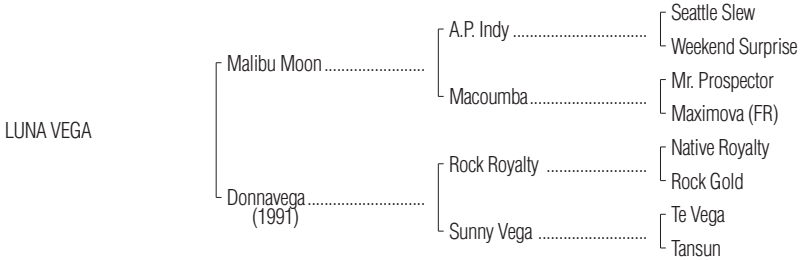 Seattle Slew
A.P. Indy ..................................
Weekend Surprise
Malibu Moon.........................
Mr. Prospector
Macoumba..............................
Maximova (FR)
LUNA VEGA
Native Royalty
Rock Royalty .........................
Rock Gold
Donnavega.............................
(1991)
Te Vega
Sunny Vega ...........................
Tansun